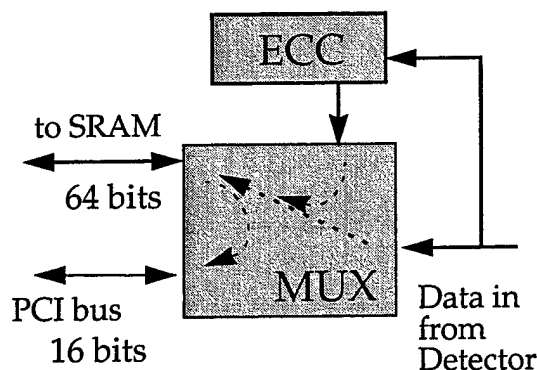 ECC
to SRAM
64 bits
MUX
PCI bus
16 bits
Data in
from
Detector